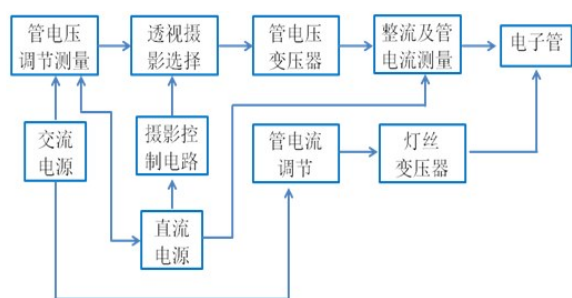 管电压
调节测量
透视摄
影选择
管电压
变压器
整流及管
电流测量
电子管
交流
电源
摄影控
制电路
管电流
调节
灯丝
变压器
直流
电源